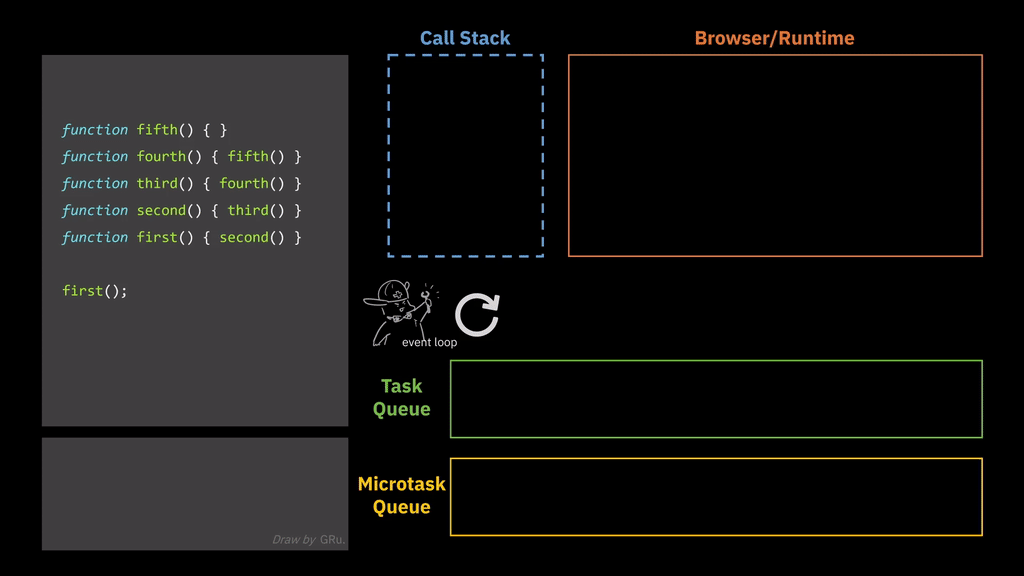 Call Stack
Browser/Runtime
function fifth() { }
function fourth() { fifth() }
function third() { fourth() }
function second() { third() }
function first() { second() }
first();
event loop
Task
Queue
Microtask
Queue
Draw by GRu.